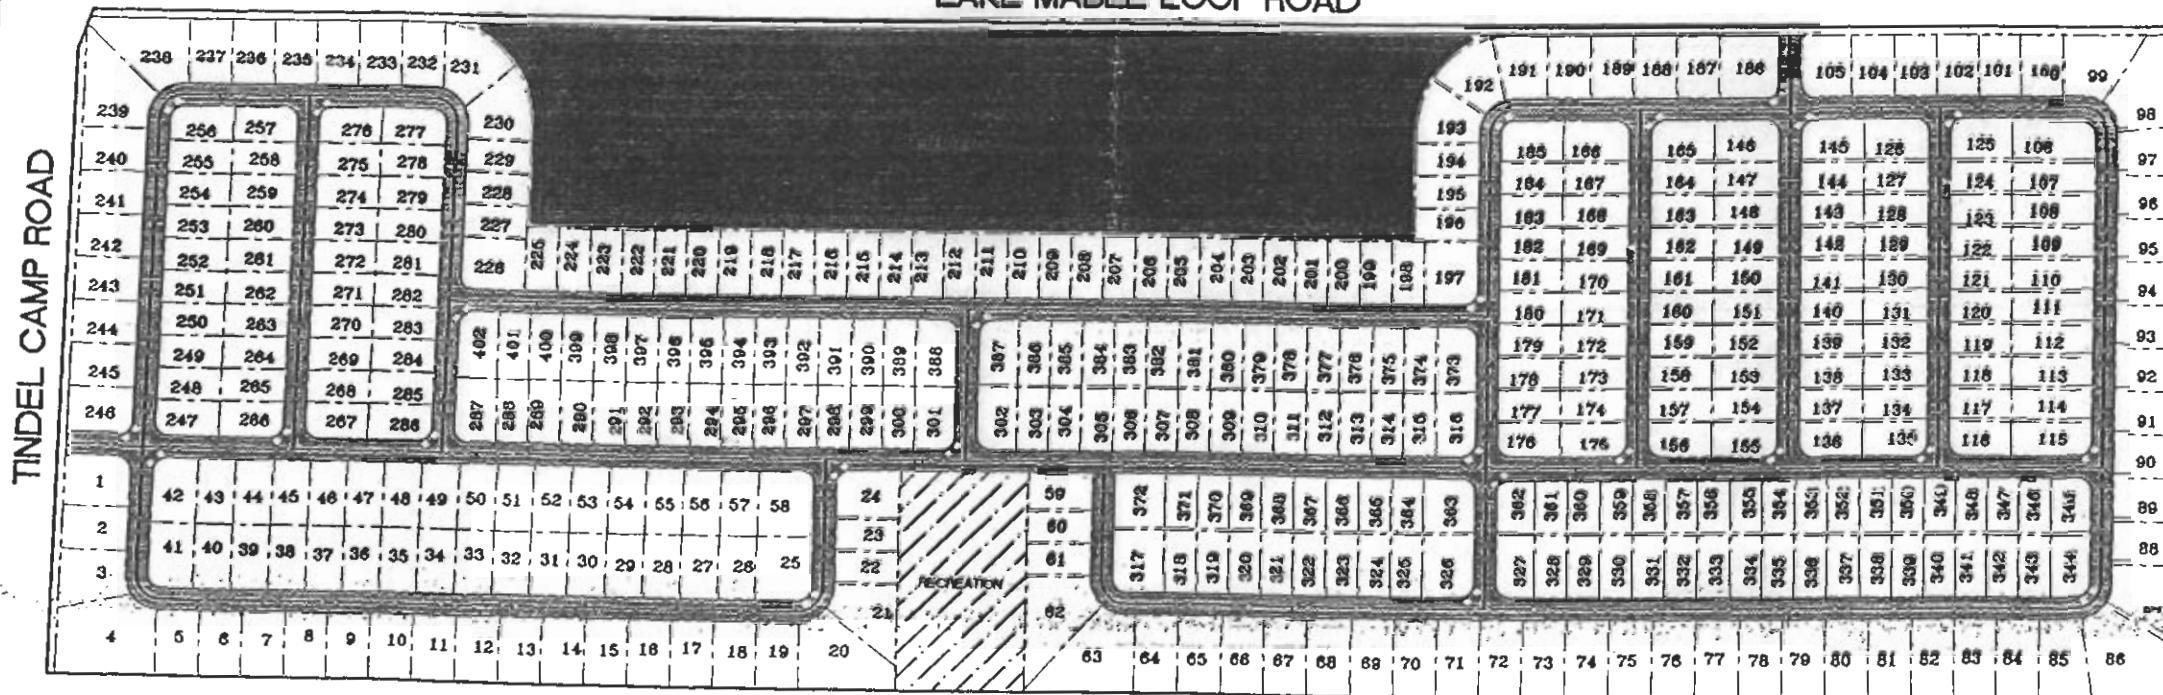 LAKE MABLE LOOP ROAD
TINDEL CAMP ROAD
238 237 236 235 234 233 232 231
191 190 189 188 187 186
105 104 103 102 101 100 99
192
239 230 193 98
240 229 194 97
241 228 195 96
242 227 196 95
243 226 225 224 223 222 221 220 219 218 217 216 215 214 213 212 211 210 209 208 207 206 205 204 203 202 201 200 199 198 197 94
244 93
245 92
246 91
90
256 257 276 277
255 258 275 278
254 259 274 279
253 260 273 280
252 261 272 281
251 262 271 282
250 263 270 283
249 264 269 284
248 265 268 285
247 266 267 286
185 166 165 146 145 126 125 106
184 167 164 147 144 127 124 107
183 168 163 148 143 128 123 108
182 169 162 149 142 129 122 109
181 170 161 150 141 130 121 110
180 171 160 151 140 131 120 111
179 172 159 152 139 132 119 112
178 173 158 153 138 133 118 113
177 174 157 154 137 134 117 114
176 175 156 155 136 135 116 115
402 401 400 399 398 397 396 395 394 393 392 391 390 389 388
387 386 385 384 383 382 381 380 379 378 377 376 375 374 373
287 288 289 290 291 292 293 294 295 296 297 298 299 300 301
302 303 304 305 306 307 308 309 310 311 312 313 314 315 316
1 42 43 44 45 46 47 48 49 50 51 52 53 54 55 56 57 58 24 59
372 371 370 369 368 367 366 365 364 363 362 361 360 359 358 357 356 355 354 353 352 351 350 349 348 347 346 345 89
2 23 60
3 41 40 39 38 37 36 35 34 33 32 31 30 29 28 27 26 25 22 61
317 318 319 320 321 322 323 324 325 326 327 328 329 330 331 332 333 334 335 336 337 338 339 340 341 342 343 344 88
RECREATION
21 62
4 5 6 7 8 9 10 11 12 13 14 15 16 17 18 19 20
63 64 65 66 67 68 69 70 71 72 73 74 75 76 77 78 79 80 81 82 83 84 85 86